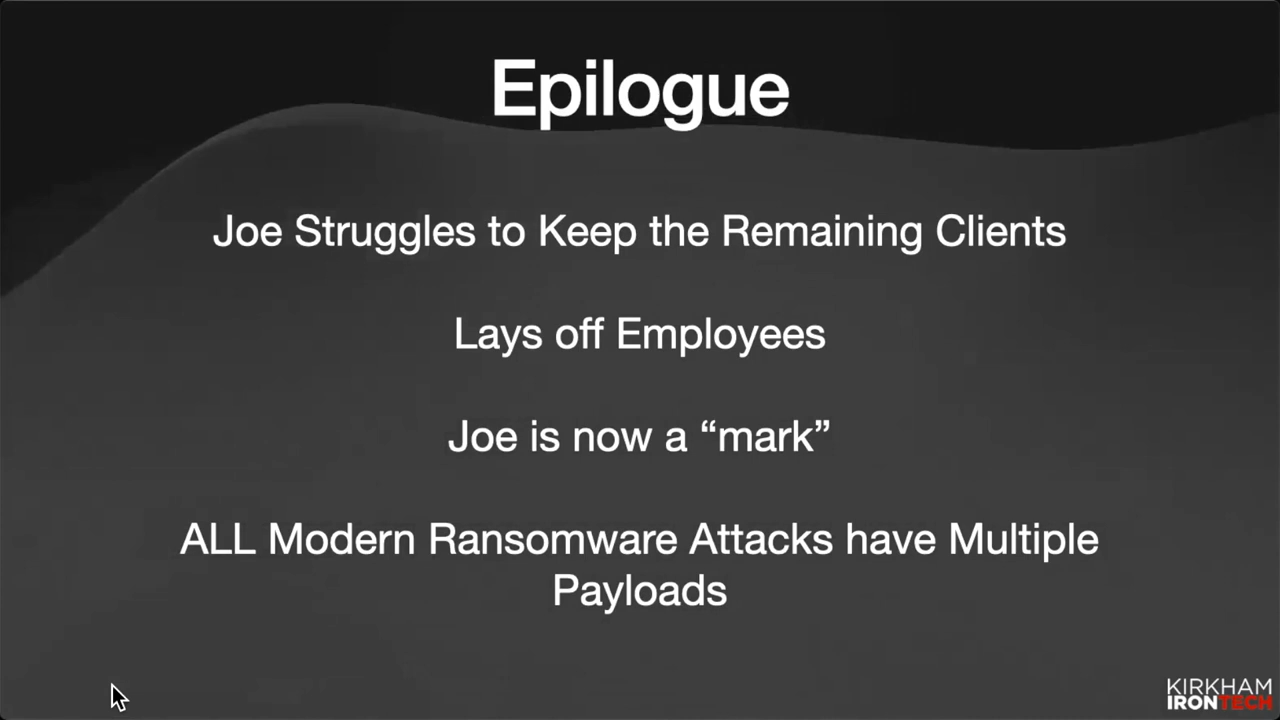 Epilogue
Joe Struggles to Keep the Remaining Clients
Lays off Employees
Joe is now a “mark”
ALL Modern Ransomware Attacks have Multiple
Payloads
KIRKHAM
IRONTECH